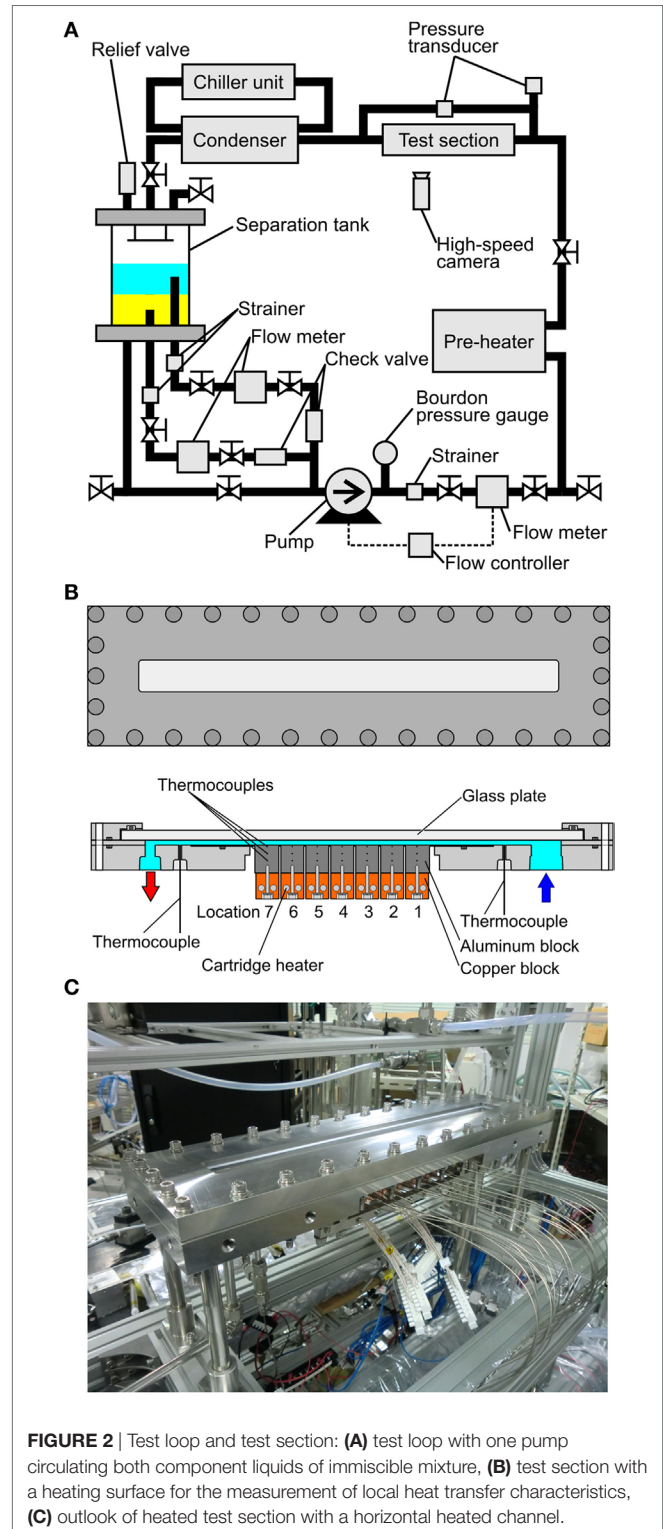 A
Relief valve
Pressure
transducer
Chiller unit
Condenser
Test section
Separation tank
High-speed
camera
Strainer
Flow meter
Check valve
Pre-heater
Bourdon
pressure gauge
Strainer
Pump
Flow meter
Flow controller
B
Thermocouples
Glass plate
Location 7 6 5 4 3 2 1
Thermocouple
Thermocouple
Aluminum block
Cartridge heater
Copper block
C
FIGURE 2 | Test loop and test section: (A) test loop with one pump
circulating both component liquids of immiscible mixture, (B) test section with
a heating surface for the measurement of local heat transfer characteristics,
(C) outlook of heated test section with a horizontal heated channel.